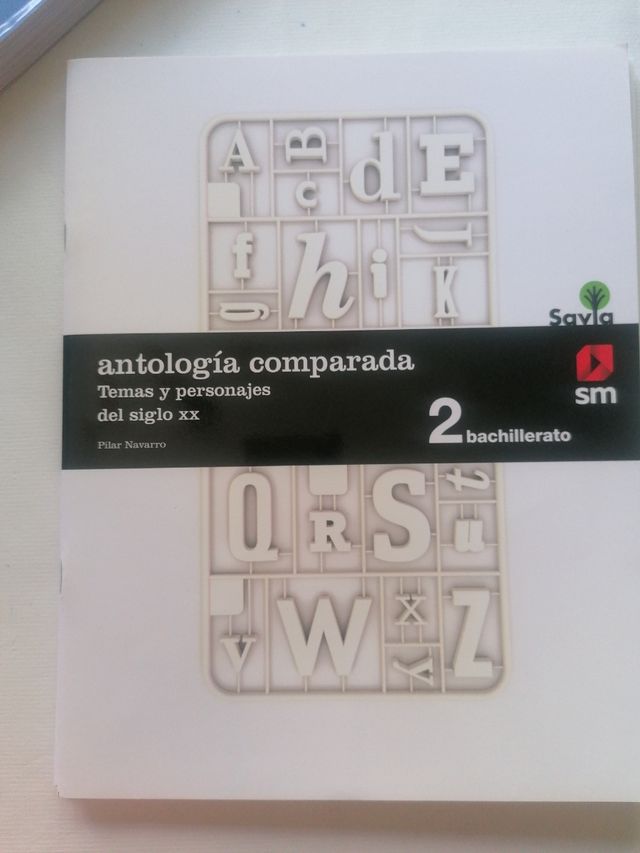 A B c d E
f g h i J K
Savia
antología comparada
Temas y personajes
del siglo xx
Pilar Navarro
2 bachillerato
sm
Q R S t u
v W x y Z